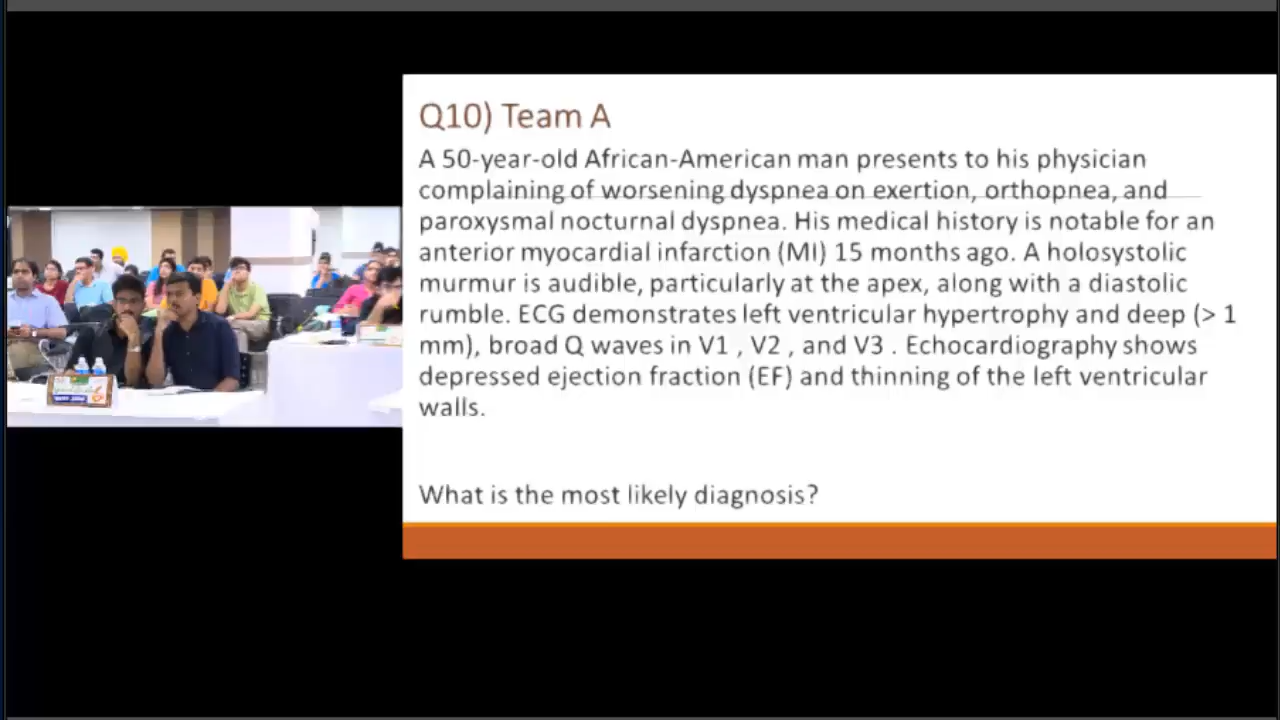 Q10) Team A
A 50-year-old African-American man presents to his physician
complaining of worsening dyspnea on exertion, orthopnea, and
paroxysmal nocturnal dyspnea. His medical history is notable for an
anterior myocardial infarction (MI) 15 months ago. A holosystolic
murmur is audible, particularly at the apex, along with a diastolic
rumble. ECG demonstrates left ventricular hypertrophy and deep (> 1
mm), broad Q waves in V1 , V2 , and V3 . Echocardiography shows
depressed ejection fraction (EF) and thinning of the left ventricular
walls.
What is the most likely diagnosis?